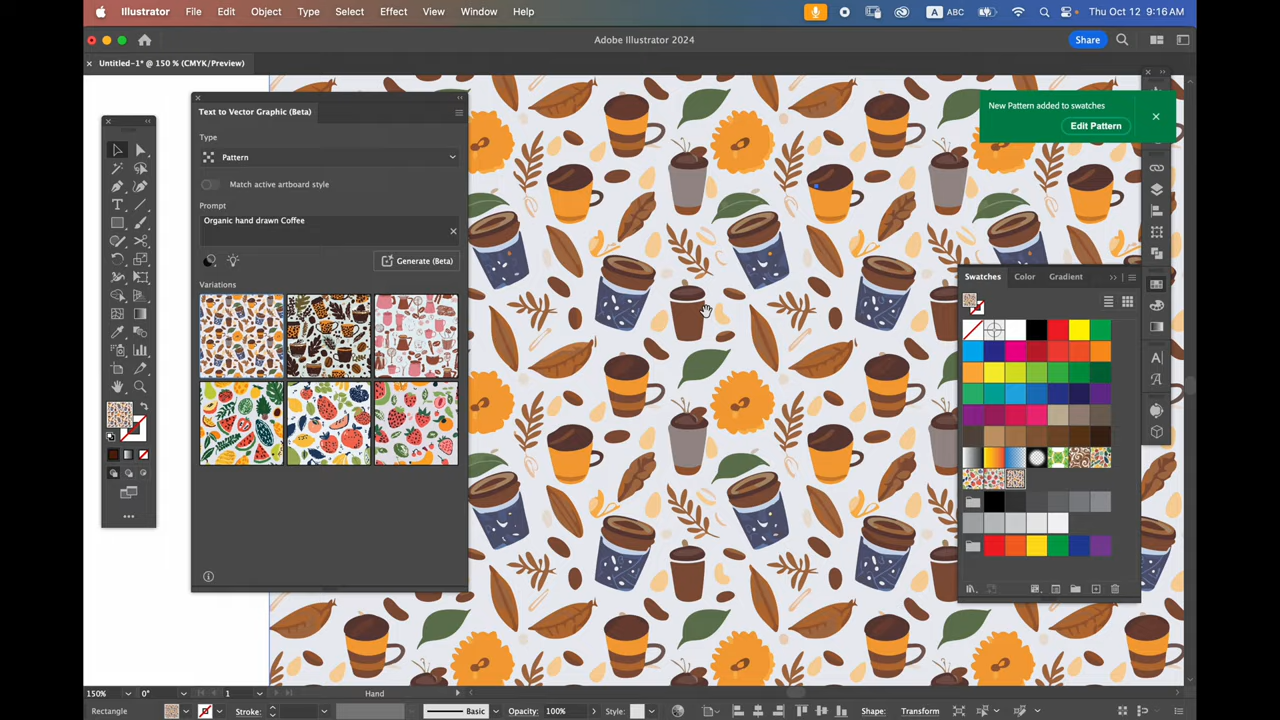 Illustrator File Edit Object Type Select Effect View Window Help A ABC Thu Oct 12 9:16 AM
Adobe Illustrator 2024
Share
Untitled-1* @ 150 % (CMYK/Preview)
Text to Vector Graphic (Beta)
Type
Pattern
Match active artboard style
Prompt
Organic hand drawn Coffee
Generate (Beta)
Variations
New Pattern added to swatches
Edit Pattern
Swatches Color Gradient
150% 0° 1 Hand
Rectangle Stroke: Basic Opacity: 100% Style: Shape: Transform